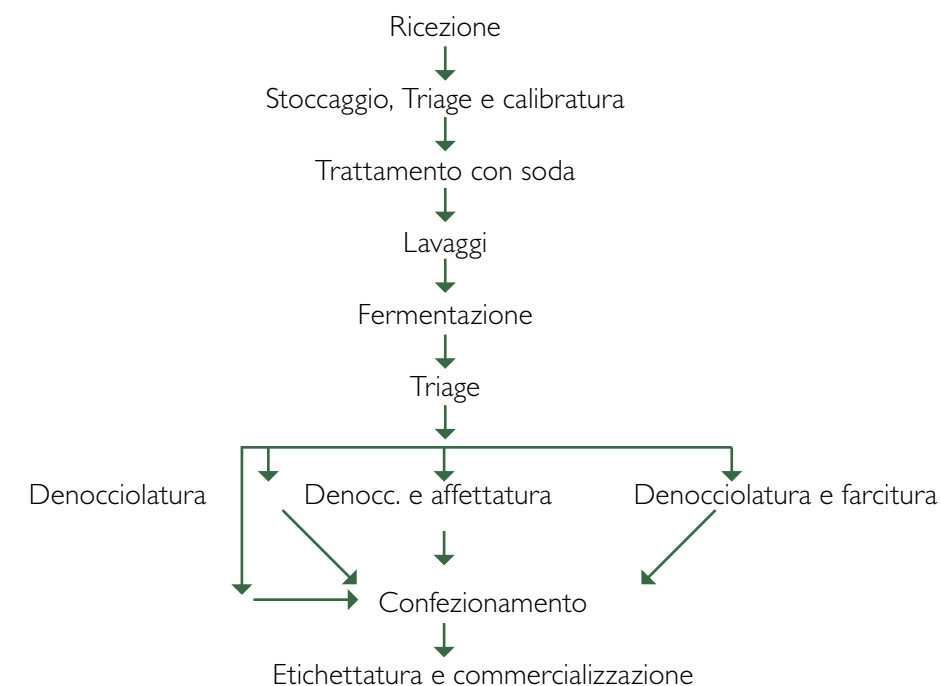 Ricezione
Stoccaggio, Triage e calibratura
Trattamento con soda
Lavaggi
Fermentazione
Triage
Denocciolatura
Denocc. e affettatura
Denocciolatura e farcitura
Confezionamento
Etichettatura e commercializzazione